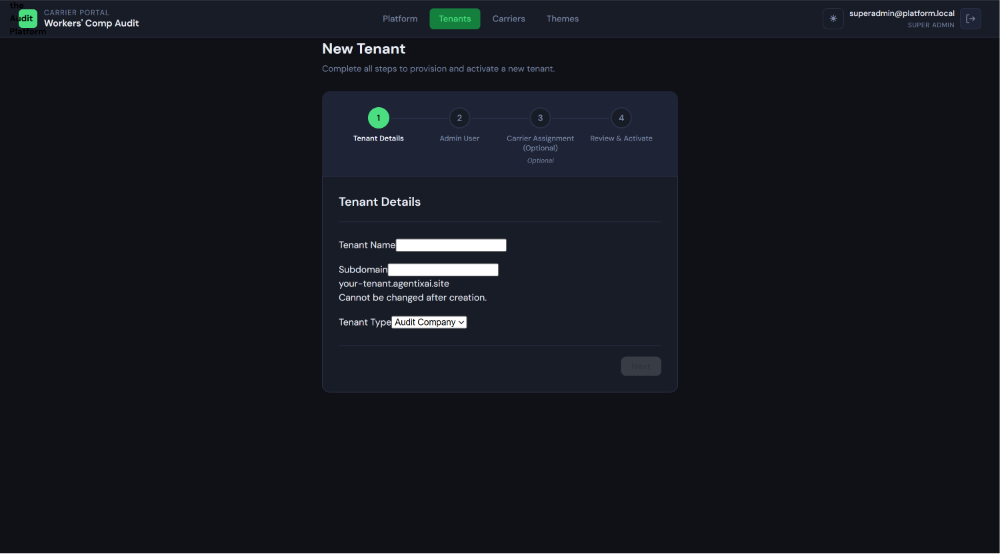 the
Audit
Platform
CARRIER PORTAL
Workers' Comp Audit
Platform
Tenants
Carriers
Themes
superadmin@platform.local
SUPER ADMIN
New Tenant
Complete all steps to provision and activate a new tenant.
1
2
3
4
Tenant Details
Admin User
Carrier Assignment
(Optional)
Optional
Review & Activate
Tenant Details
Tenant Name
Subdomain
your-tenant.agentixai.site
Cannot be changed after creation.
Tenant Type
Audit Company
Next